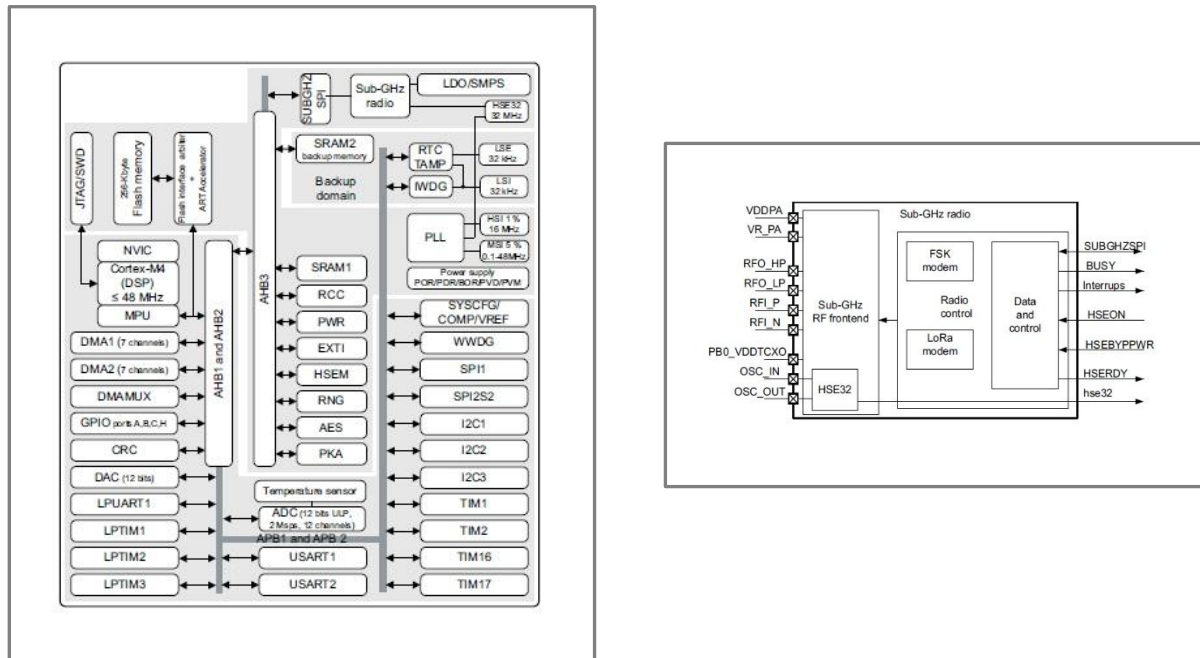 LDO/SMPS
SUBGHZ
SPI
Sub-GHz
radio
HSE32
32 MHz
JTAG/SWD
256-Kbyte
Flash memory
Flash interface arbiter
+
ART Accelerator
SRAM2
backup memory
Backup
domain
RTC
TAMP
LSE
32 kHz
IWDG
LSI
32 kHz
PLL
HSI 1 %
16 MHz
MSI 5 %
0.1-48MHz
Power supply
POR/PDR/BOR/PVD/PVM
NVIC
Cortex-M4
(DSP)
≤ 48 MHz
MPU
DMA1 (7 channels)
DMA2 (7 channels)
DMAMUX
GPIO ports A,B,C,H
CRC
DAC (12 bits)
LPUART1
LPTIM1
LPTIM2
LPTIM3
AHB1 and AHB2
AHB3
SRAM1
RCC
PWR
EXTI
HSEM
RNG
AES
PKA
Temperature sensor
ADC (12 bits ULP,
2 Msps, 12 channels)
APB1 and APB 2
USART1
USART2
SYSCFG/
COMP/VREF
WWDG
SPI1
SPI2S2
I2C1
I2C2
I2C3
TIM1
TIM2
TIM16
TIM17
VDDPA
VR_PA
RFO_HP
RFO_LP
RFI_P
RFI_N
PB0_VDDTCXO
OSC_IN
OSC_OUT
Sub-GHz radio
Sub-GHz
RF frontend
HSE32
FSK
modem
Radio
control
LoRa
modem
Data
and
control
SUBGHZSPI
BUSY
Interrups
HSEON
HSEBYPPWR
HSERDY
hse32